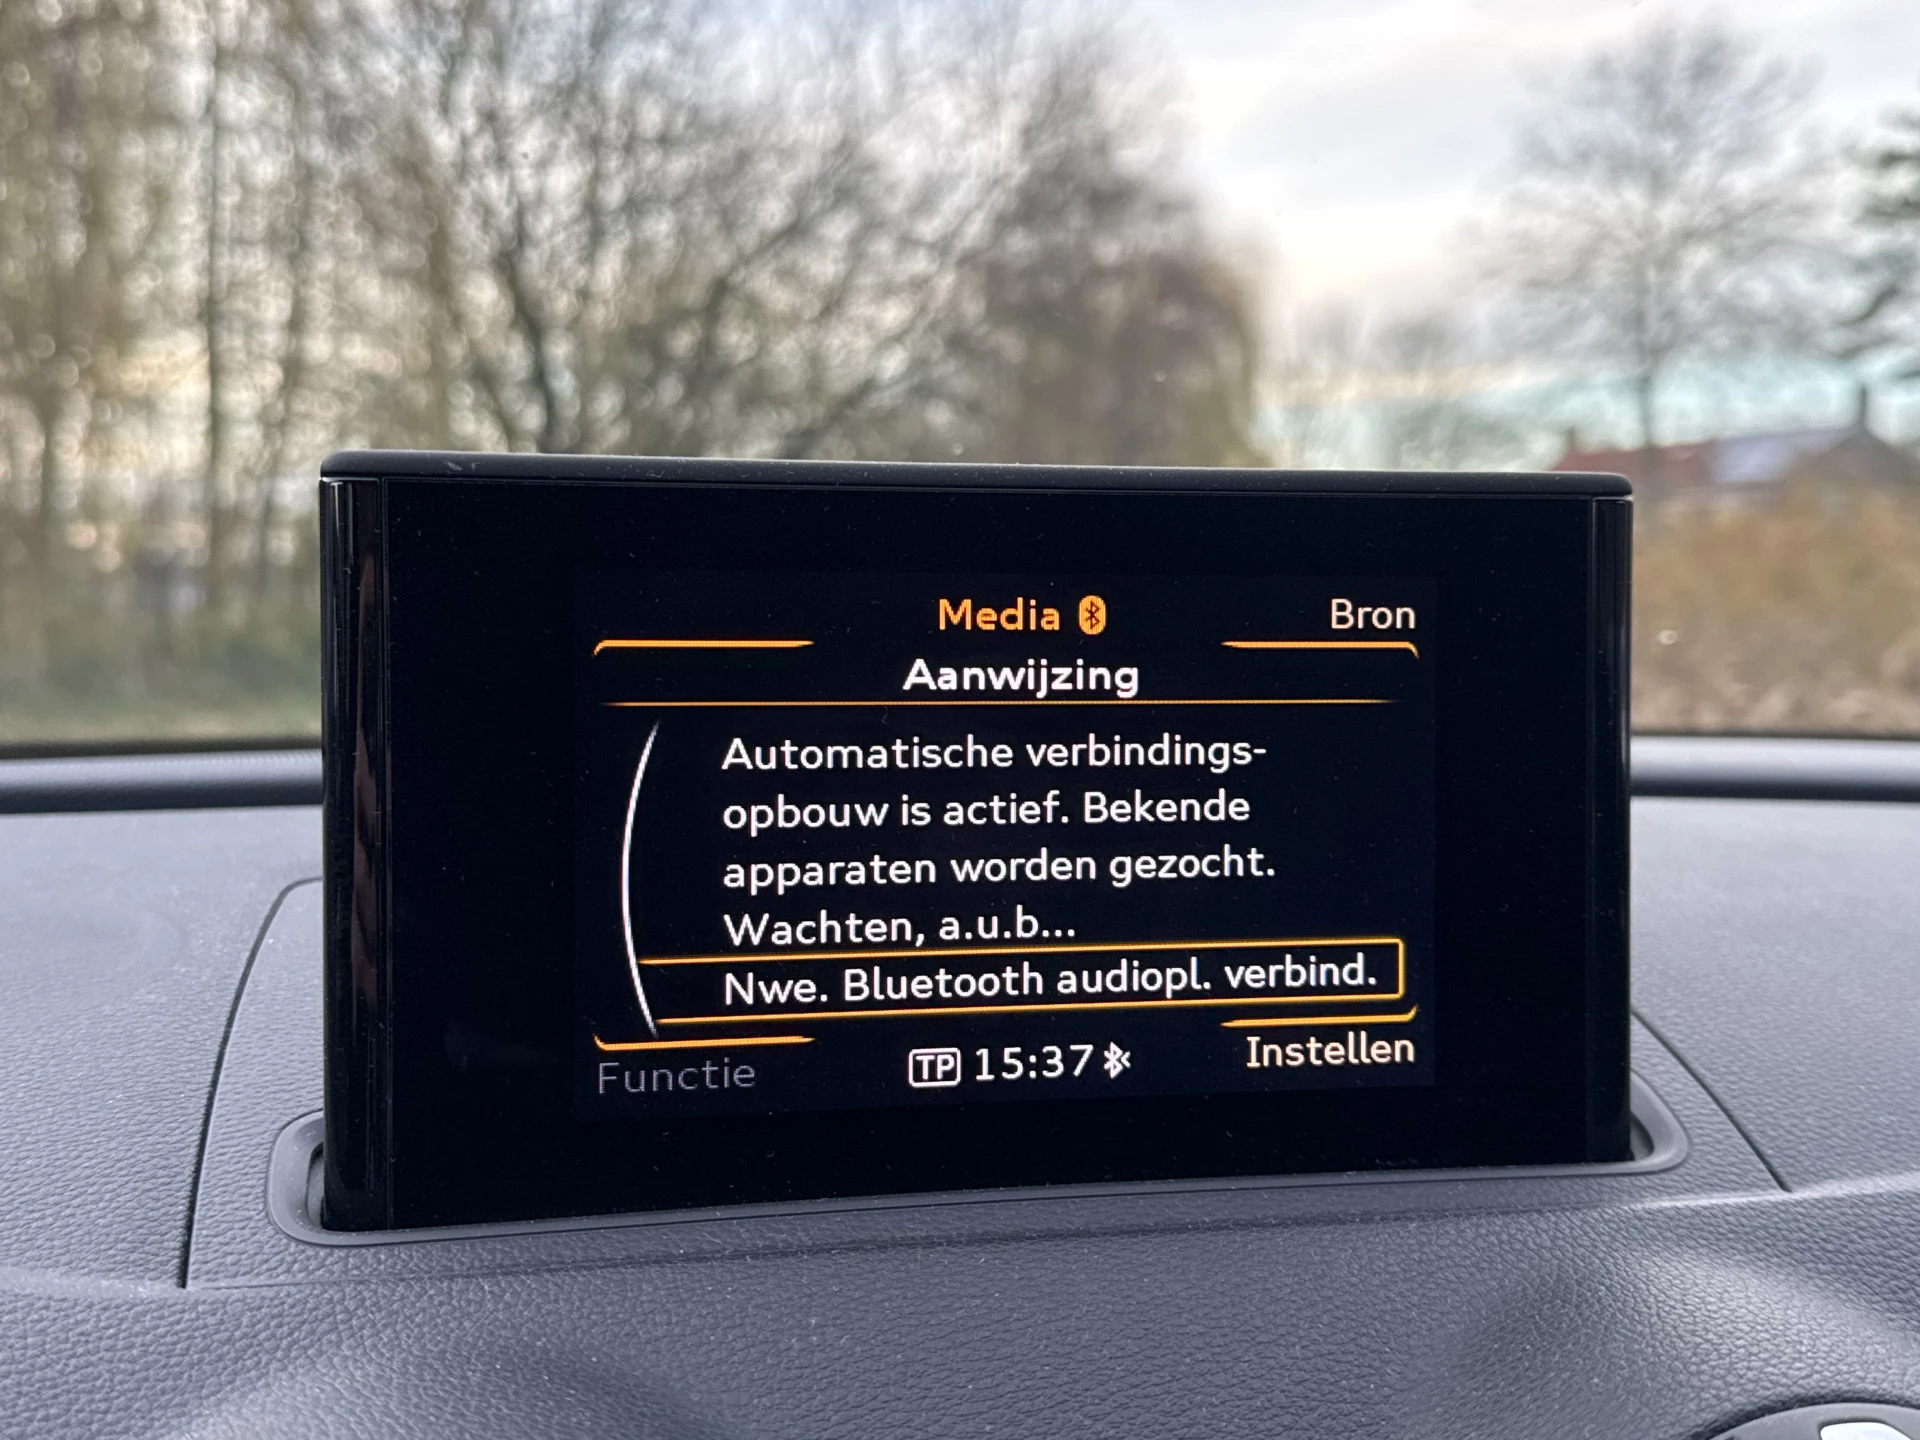 Media
Bron
Aanwijzing
Automatische verbindings-
opbouw is actief. Bekende
apparaten worden gezocht.
Wachten, a.u.b...
Nwe. Bluetooth audiopl. verbind.
Functie
TP 15:37
Instellen